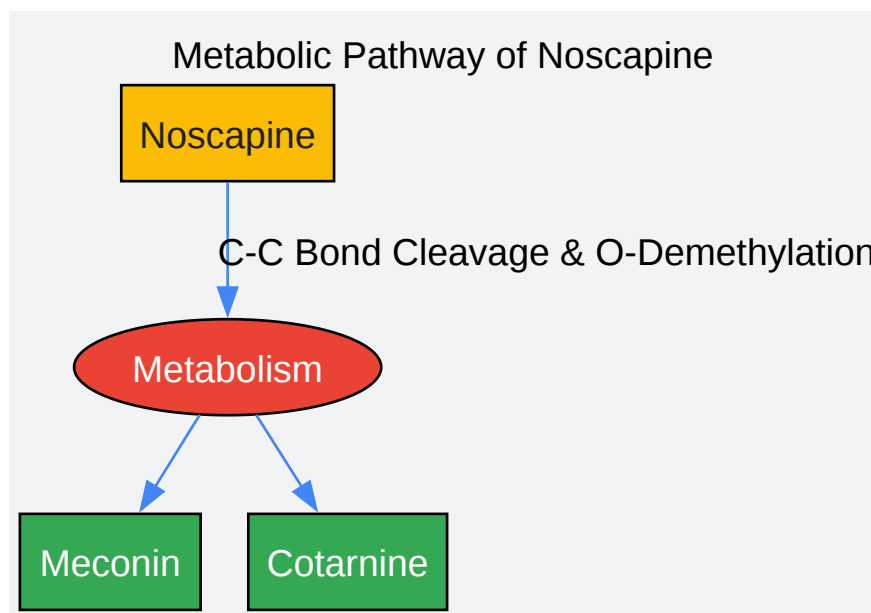 Metabolic Pathway of Noscapine
Noscapine
C-C Bond Cleavage & O-Demethylation
Metabolism
Meconin
Cotarnine